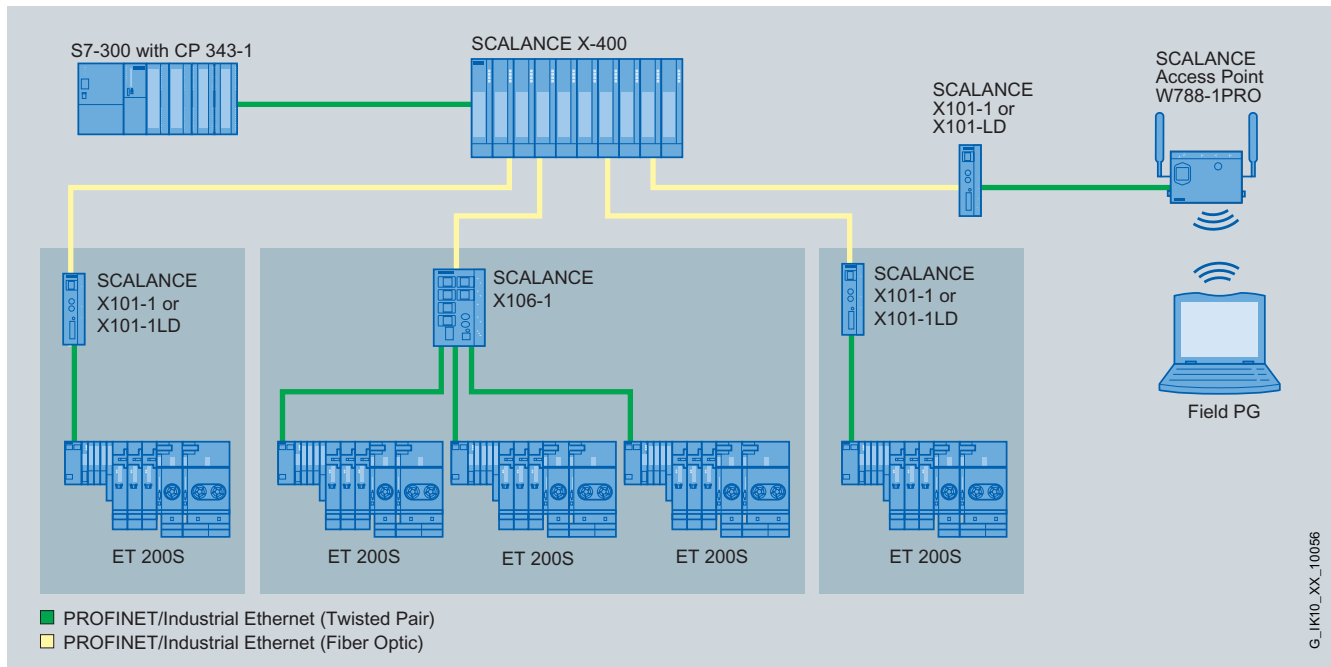 S7-300 with CP 343-1
SCALANCE X-400
SCALANCE
X101-1 or
X101-LD
SCALANCE
Access Point
W788-1PRO
SCALANCE
X101-1 or
X101-1LD
SCALANCE
X106-1
SCALANCE
X101-1 or
X101-1LD
Field PG
ET 200S
ET 200S
ET 200S
ET 200S
ET 200S
PROFINET/Industrial Ethernet (Twisted Pair)
PROFINET/Industrial Ethernet (Fiber Optic)
G_IK10_XX_10056